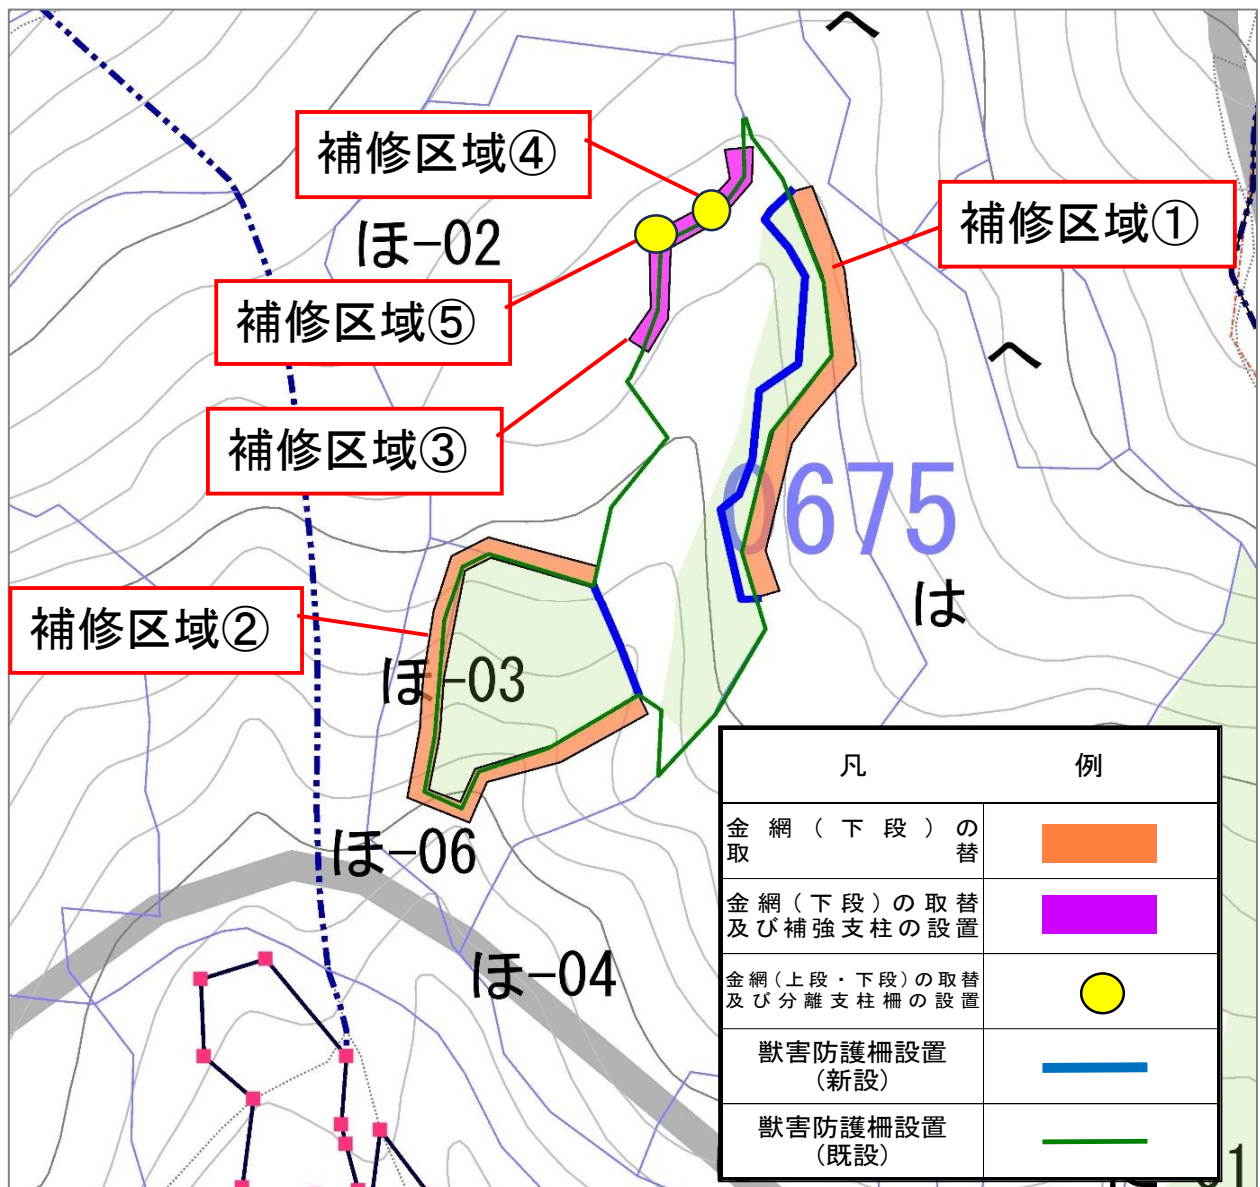 へ
補修区域④
補修区域①
ほ-02
補修区域⑤
へ
補修区域③
0675
は
補修区域②
ほ-03
凡例
金網(下段)の
取替
ほ-06
金網(下段)の取替
及び補強支柱の設置
ほ-04
金網(上段・下段)の取替
及び分離支柱柵の設置
獣害防護柵設置
(新設)
獣害防護柵設置
(既設)